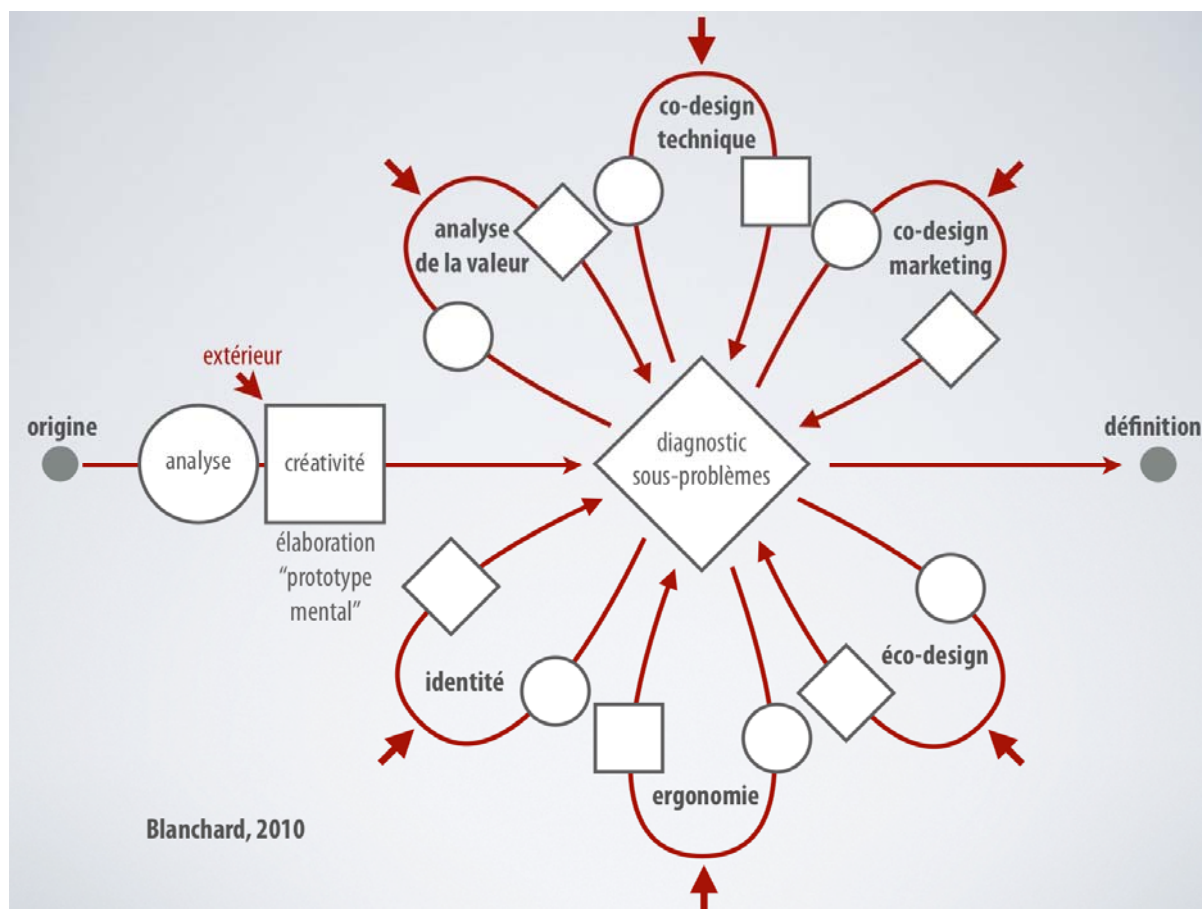 co-design
technique
analyse
de la valeur
co-design
marketing
extérieur
origine
analyse
créativité
diagnostic
sous-problèmes
définition
élaboration
“prototype
mental”
identité
éco-design
ergonomie
Blanchard, 2010